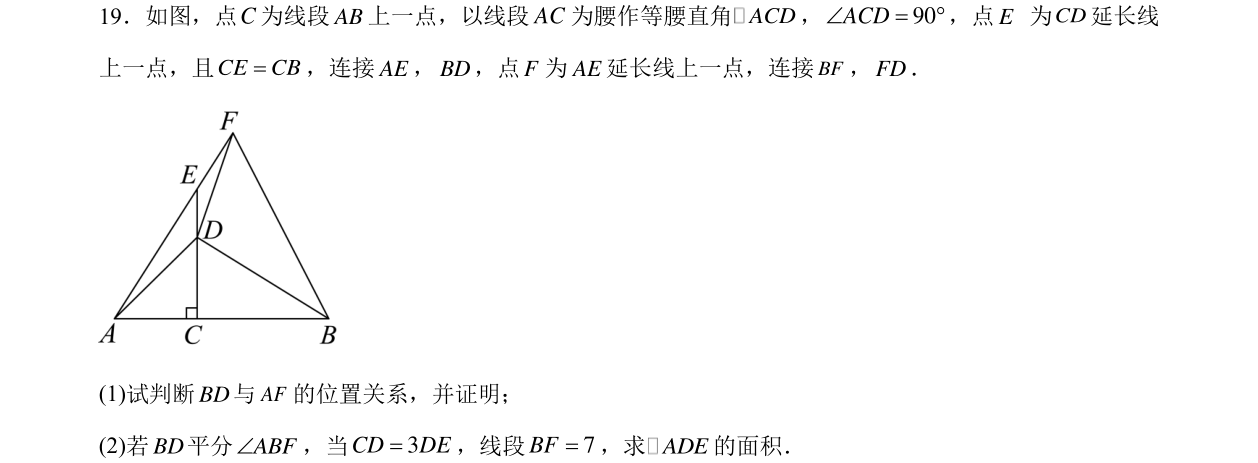 19．如图，点C为线段AB上一点，以线段AC为腰作等腰直角□ACD，∠ACD=90°，点E 为CD延长线
上一点，且CE=CB，连接AE，BD，点F为AE延长线上一点，连接BF，FD．
F
E
D
A
C
B
(1)试判断BD与AF的位置关系，并证明；
(2)若BD平分∠ABF，当CD=3DE，线段BF=7，求□ADE的面积．